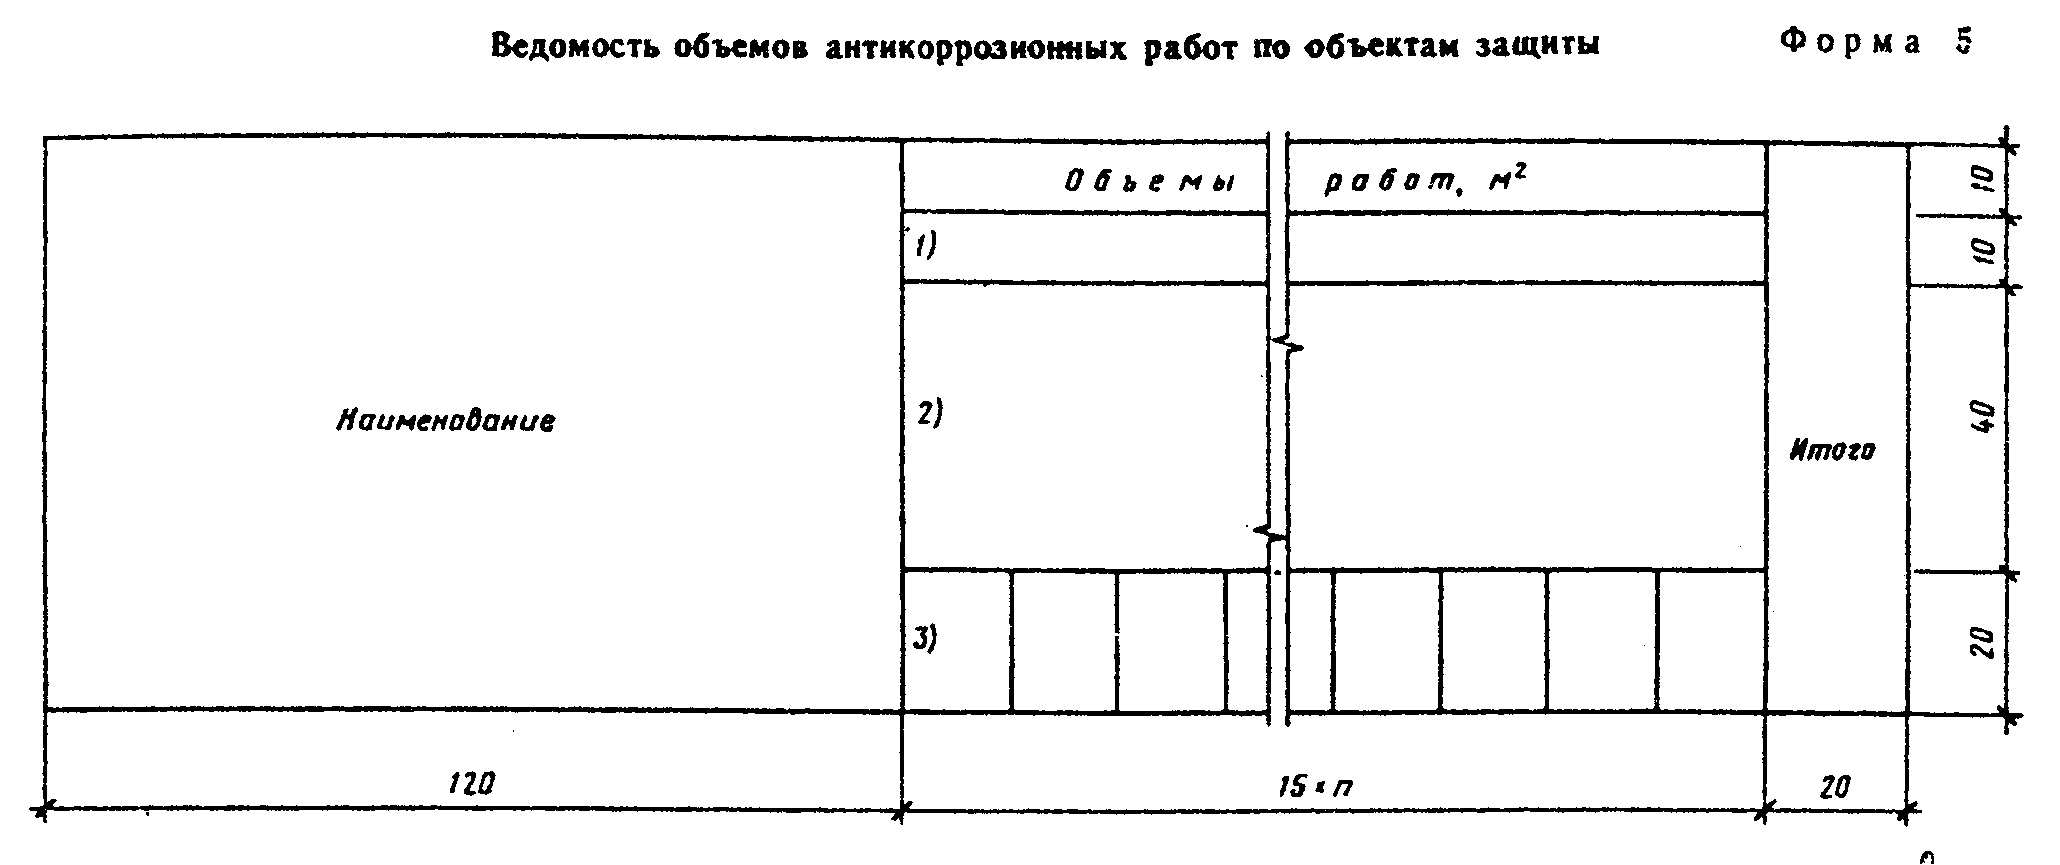 Ведомость объемов антикоррозионных работ по объектам защиты Форма 5
Объемы работ, м²
10
1)
10
Наименование
2)
40
Итого
3)
20
120
15×п
20